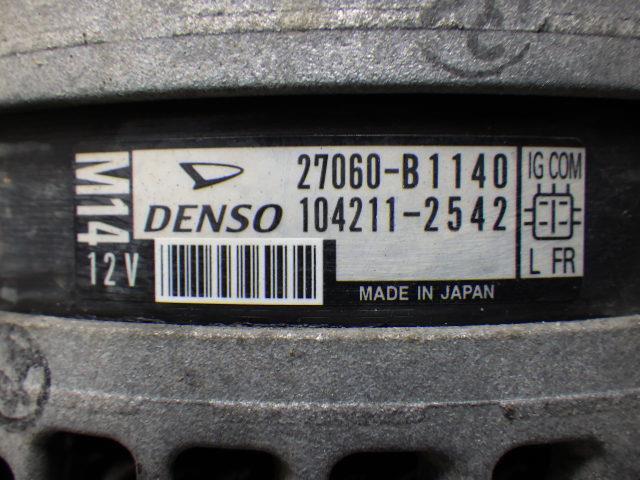 M14
12V
27060-B1140
DENSO 104211-2542
MADE IN JAPAN
IG COM
L FR